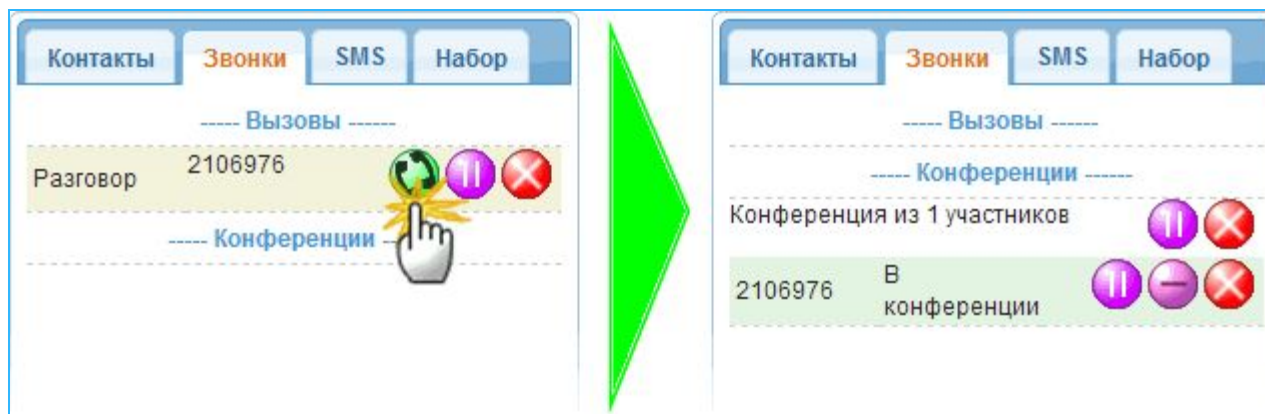 Контакты Звонки SMS Набор
----- Вызовы ------
Разговор 2106976
----- Конференции -
Контакты Звонки SMS Набор
----- Вызовы ------
----- Конференции ------
Конференция из 1 участников
2106976 В
конференции